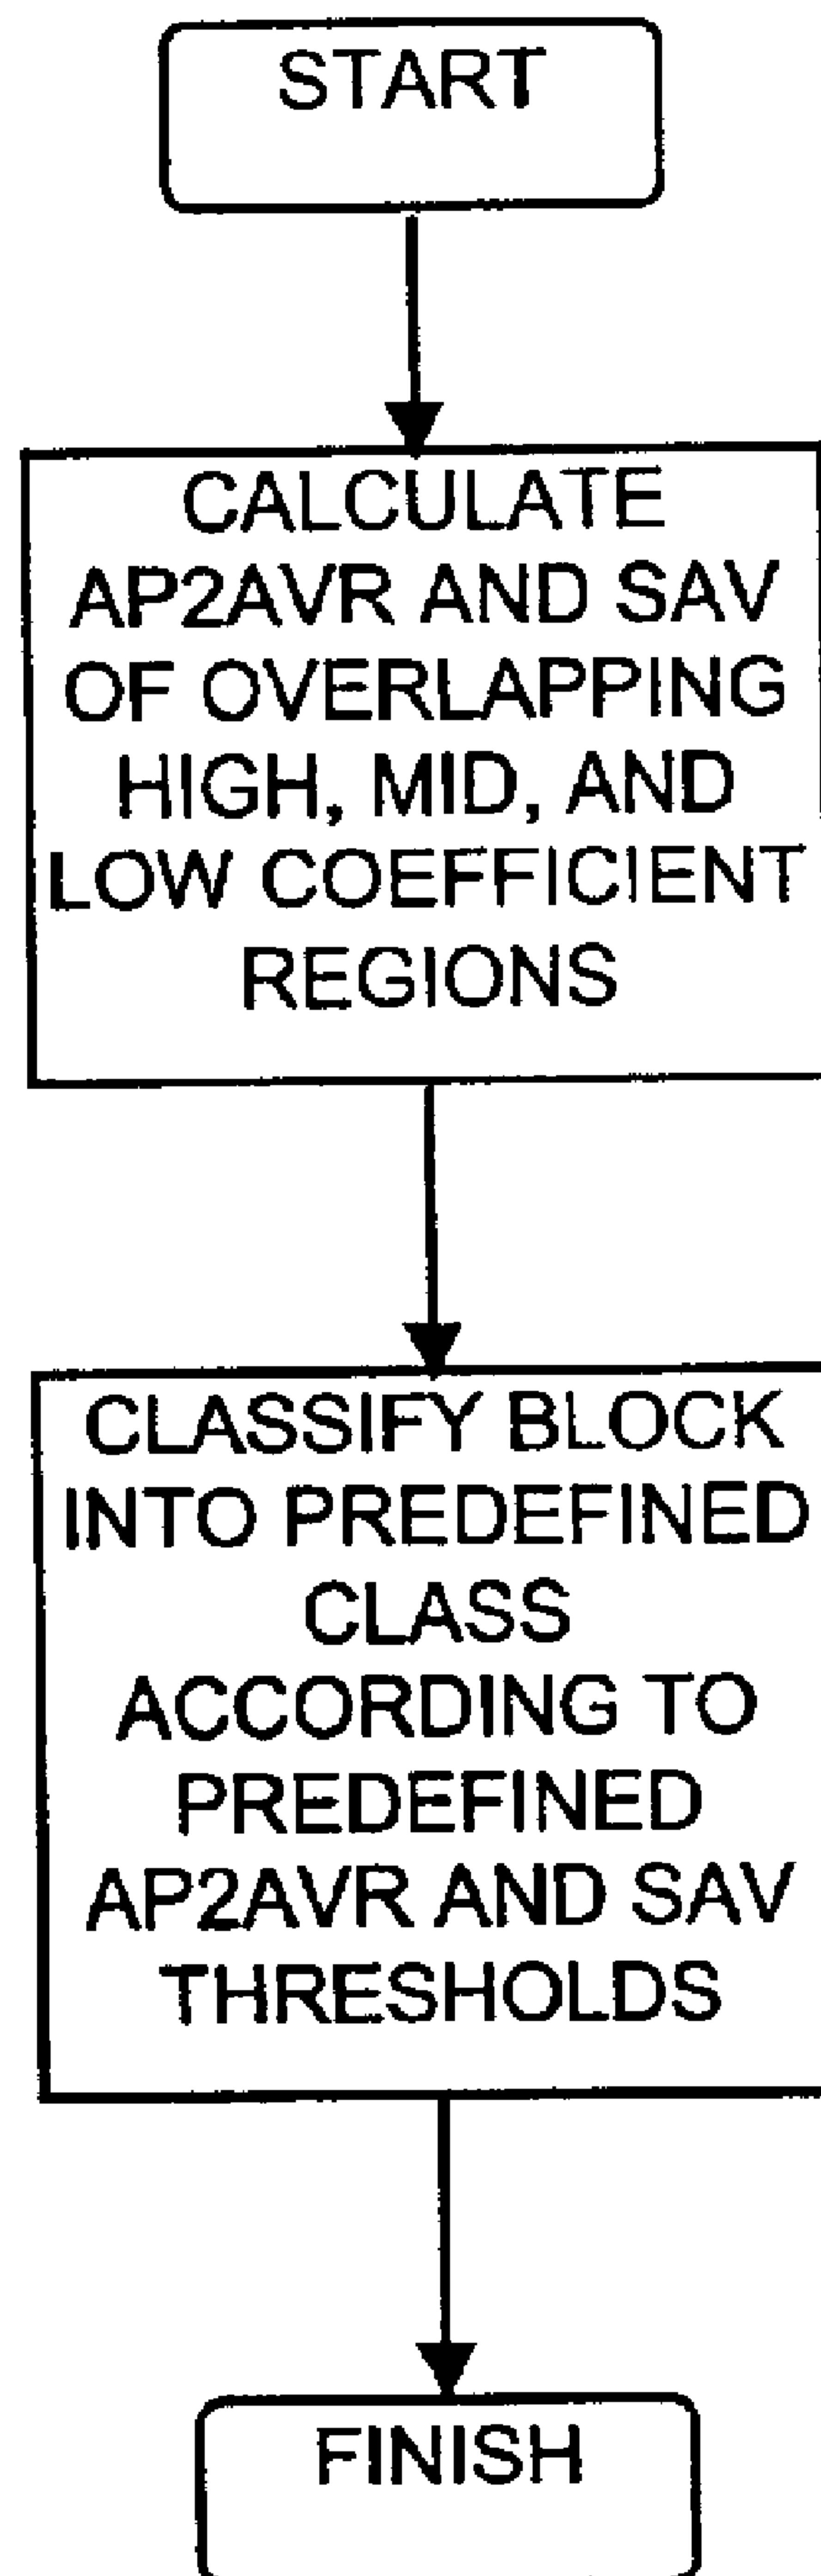 START
CALCULATE
AP2AVR AND SAV
OF OVERLAPPING
HIGH, MID, AND
LOW COEFFICIENT
REGIONS
CLASSIFY BLOCK
INTO PREDEFINED
CLASS
ACCORDING TO
PREDEFINED
AP2AVR AND SAV
THRESHOLDS
FINISH